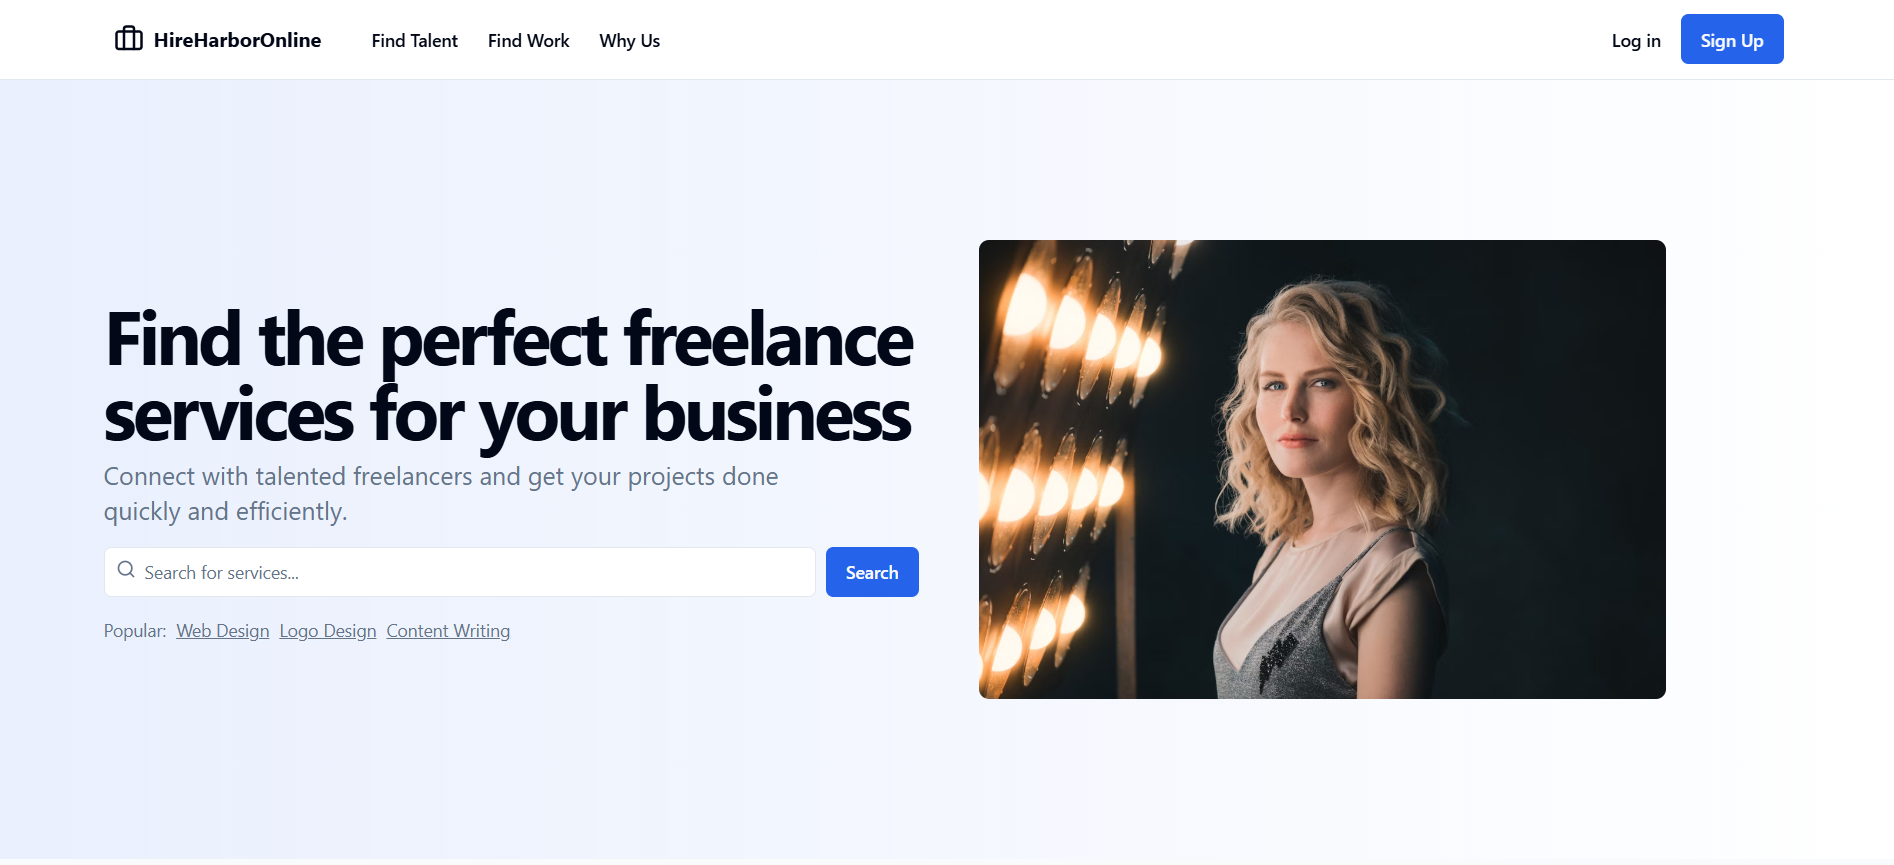 HireHarborOnline
Find Talent
Find Work
Why Us
Log in
Sign Up
Find the perfect freelance
services for your business
Connect with talented freelancers and get your projects done
quickly and efficiently.
Search for services...
Search
Popular: Web Design Logo Design Content Writing